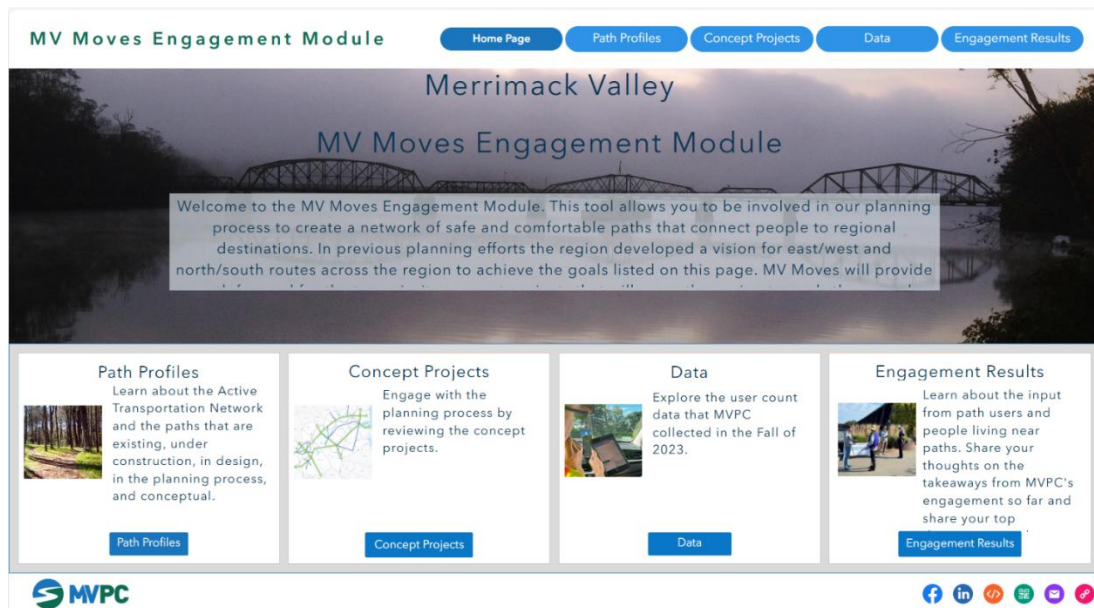 MV Moves Engagement Module
Home Page
Path Profiles
Concept Projects
Data
Engagement Results
Merrimack Valley
MV Moves Engagement Module
Welcome to the MV Moves Engagement Module. This tool allows you to be involved in our planning
process to create a network of safe and comfortable paths that connect people to regional
destinations. In previous planning efforts the region developed a vision for east/west and
north/south routes across the region to achieve the goals listed on this page. MV Moves will provide
Path Profiles
Learn about the Active
Transportation Network
and the paths that are
existing, under
construction, in design,
in the planning process,
and conceptual.
Path Profiles
Concept Projects
Engage with the
planning process by
reviewing the concept
projects.
Concept Projects
Data
Explore the user count
data that MVPC
collected in the Fall of
2023.
Data
Engagement Results
Learn about the input
from path users and
people living near
paths. Share your
thoughts on the
takeaways from MVPC's
engagement so far and
share your top
Engagement Results
MVPC